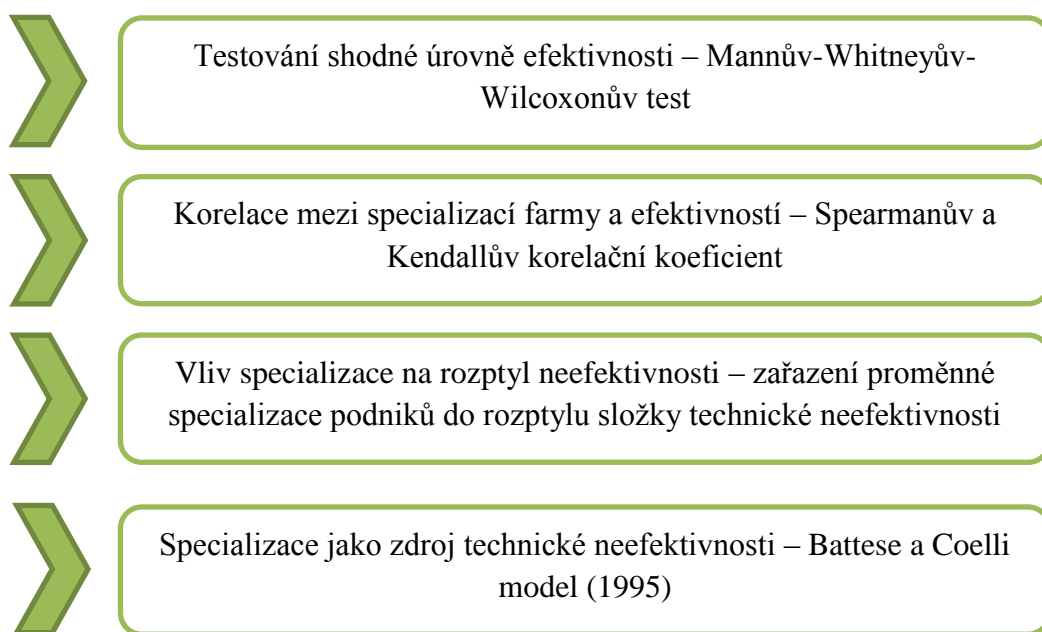 Testování shodné úrovně efektivnosti – Mannův-Whitneyův-
Wilcoxonův test
Korelace mezi specializací farmy a efektivností – Spearmanův a
Kendallův korelační koeficient
Vliv specializace na rozptyl neefektivnosti – zařazení proměnné
specializace podniků do rozptylu složky technické neefektivnosti
Specializace jako zdroj technické neefektivnosti – Battese a Coelli
model (1995)